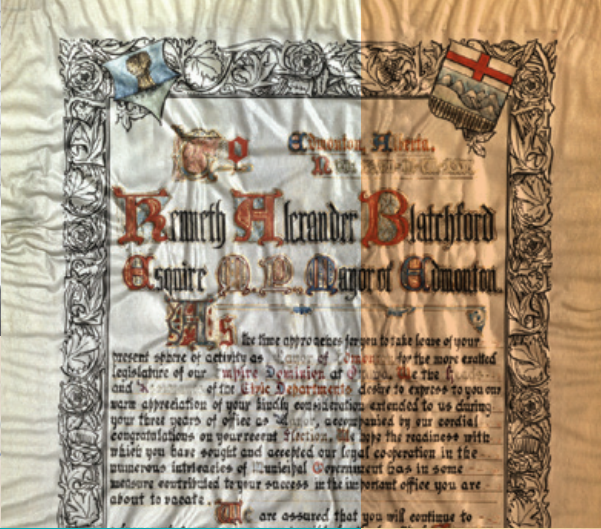 To Edmonton, Alberta.
Kenneth Alexander Blatchford
Esquire M.P. Mayor of Edmonton.
As the time approaches for you to take leave of your
present sphere of activity as Mayor of Edmonton for the more exalted
legislature of our Empire Dominion at Ottawa. We the Heads
and Assistants of the Civic Departments desire to express to you our
warm appreciation of your kindly consideration extended to us during
your three years of office as Mayor, accompanied by our cordial
congratulations on your recent Election. We hope the readiness with
which you have sought and accepted our legal cooperation in the
numerous intricacies of Municipal Government has in some
measure contributed to your success in the important office you are
about to vacate.
We are assured that you will continue to